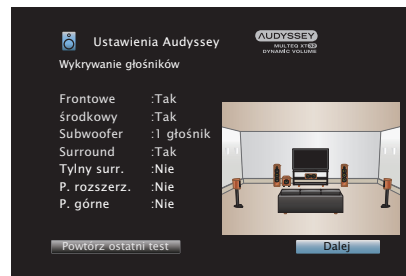 Ustawienia Audyssey
AUDYSSEY
MULTEQ XT32
DYNAMIC VOLUME
Wykrywanie głośników
Frontowe :Tak
środkowy :Tak
Subwoofer :1 głośnik
Surround :Tak
Tylny surr. :Nie
P. rozszerz. :Nie
P. górne :Nie
Powtórz ostatni test
Dalej